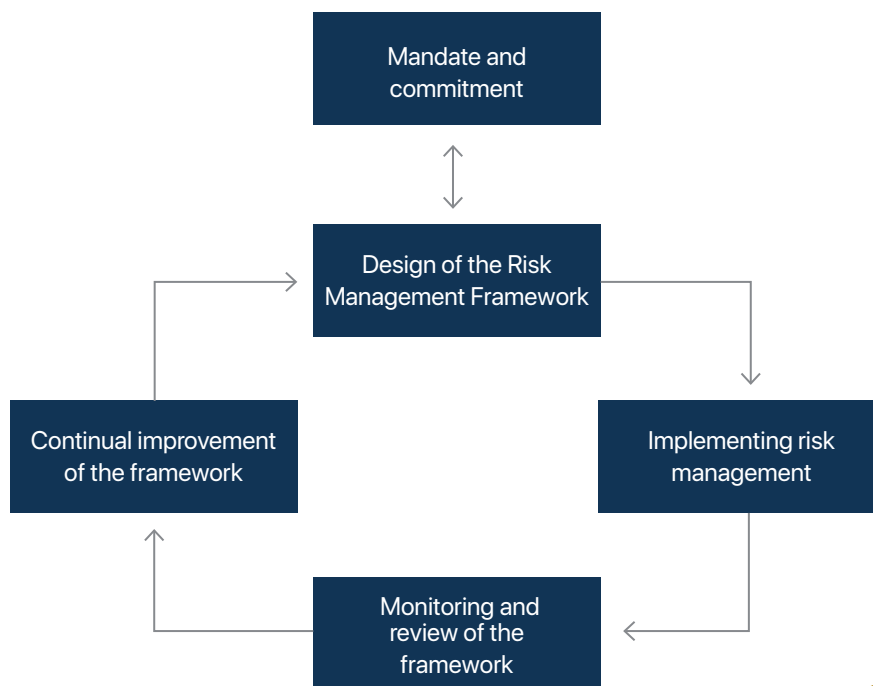 Mandate and
commitment
Design of the Risk
Management Framework
Continual improvement
of the framework
Implementing risk
management
Monitoring and
review of the
framework